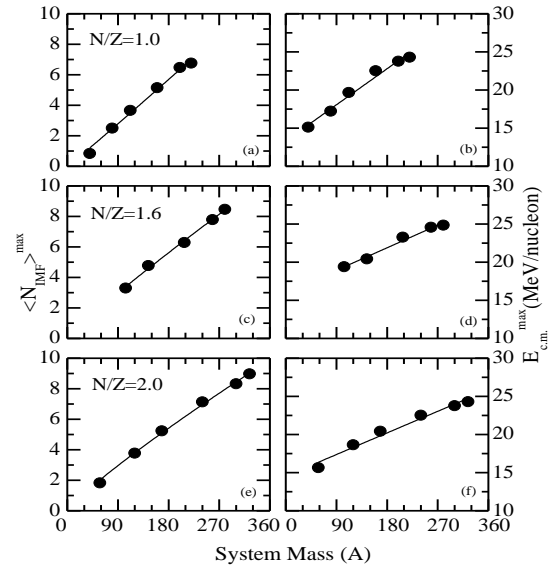 10
8
6
4
2
0
N/Z=1.0
(a)
30
25
20
15
10
(b)
10
8
6
4
2
0
N/Z=1.6
(c)
30
25
20
15
10
(d)
10
8
6
4
2
0
N/Z=2.0
(e)
30
25
20
15
10
(f)
0 90 180 270 360
0 90 180 270 360
<N_IMF>^max
E_c.m.^max(MeV/nucleon)
System Mass (A)